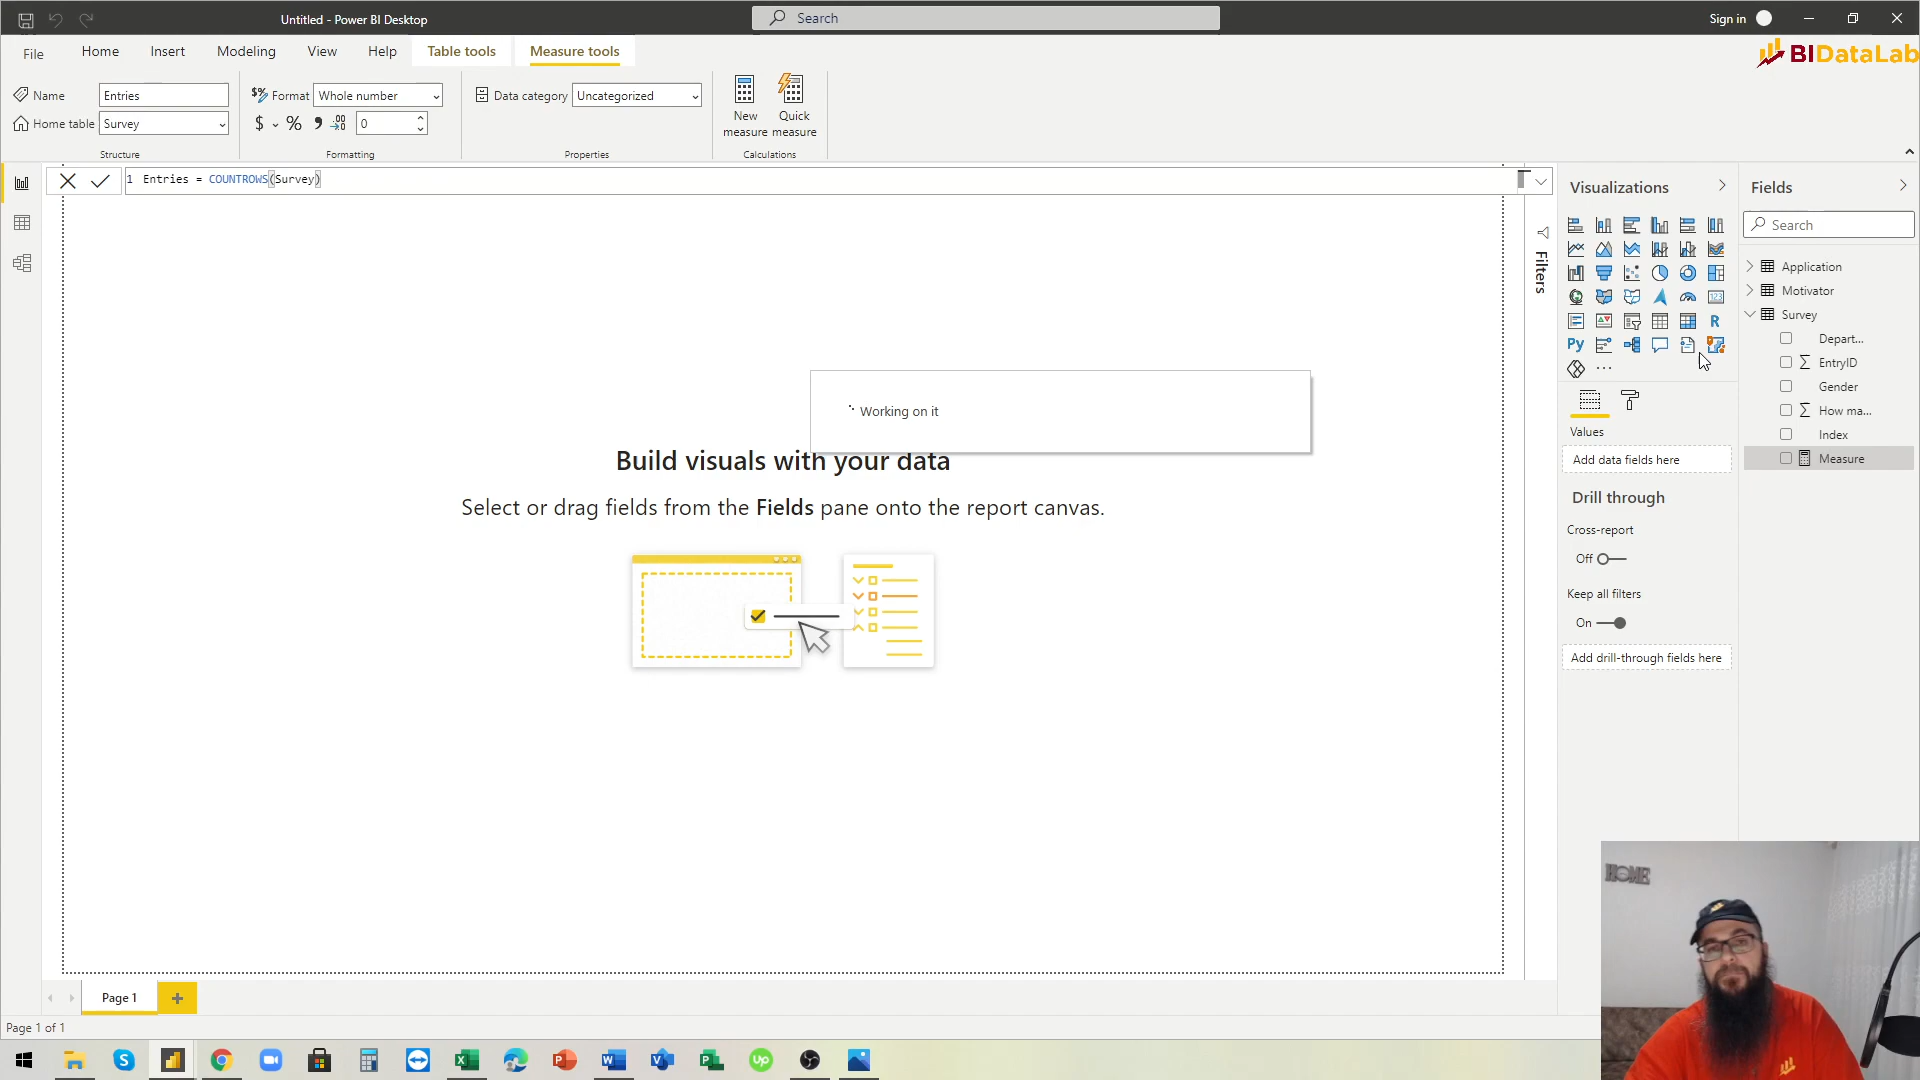 Untitled - Power BI Desktop
Search
Sign in
File
Home
Insert
Modeling
View
Help
Table tools
Measure tools
BIDataLab
Name
Entries
Format
Whole number
Data category
Uncategorized
New measure
Quick measure
Home table
Survey
$
%
0
Structure
Formatting
Properties
Calculations
1 Entries = COUNTROWS(Survey)
Filters
Visualizations
Fields
Search
123
R
Py
Application
Motivator
Survey
Depart...
EntryID
Gender
How ma...
Index
Measure
Values
Add data fields here
Drill through
Cross-report
Off
Keep all filters
On
Add drill-through fields here
Working on it
Build visuals with your data
Select or drag fields from the Fields pane onto the report canvas.
Page 1
Page 1 of 1
HOME